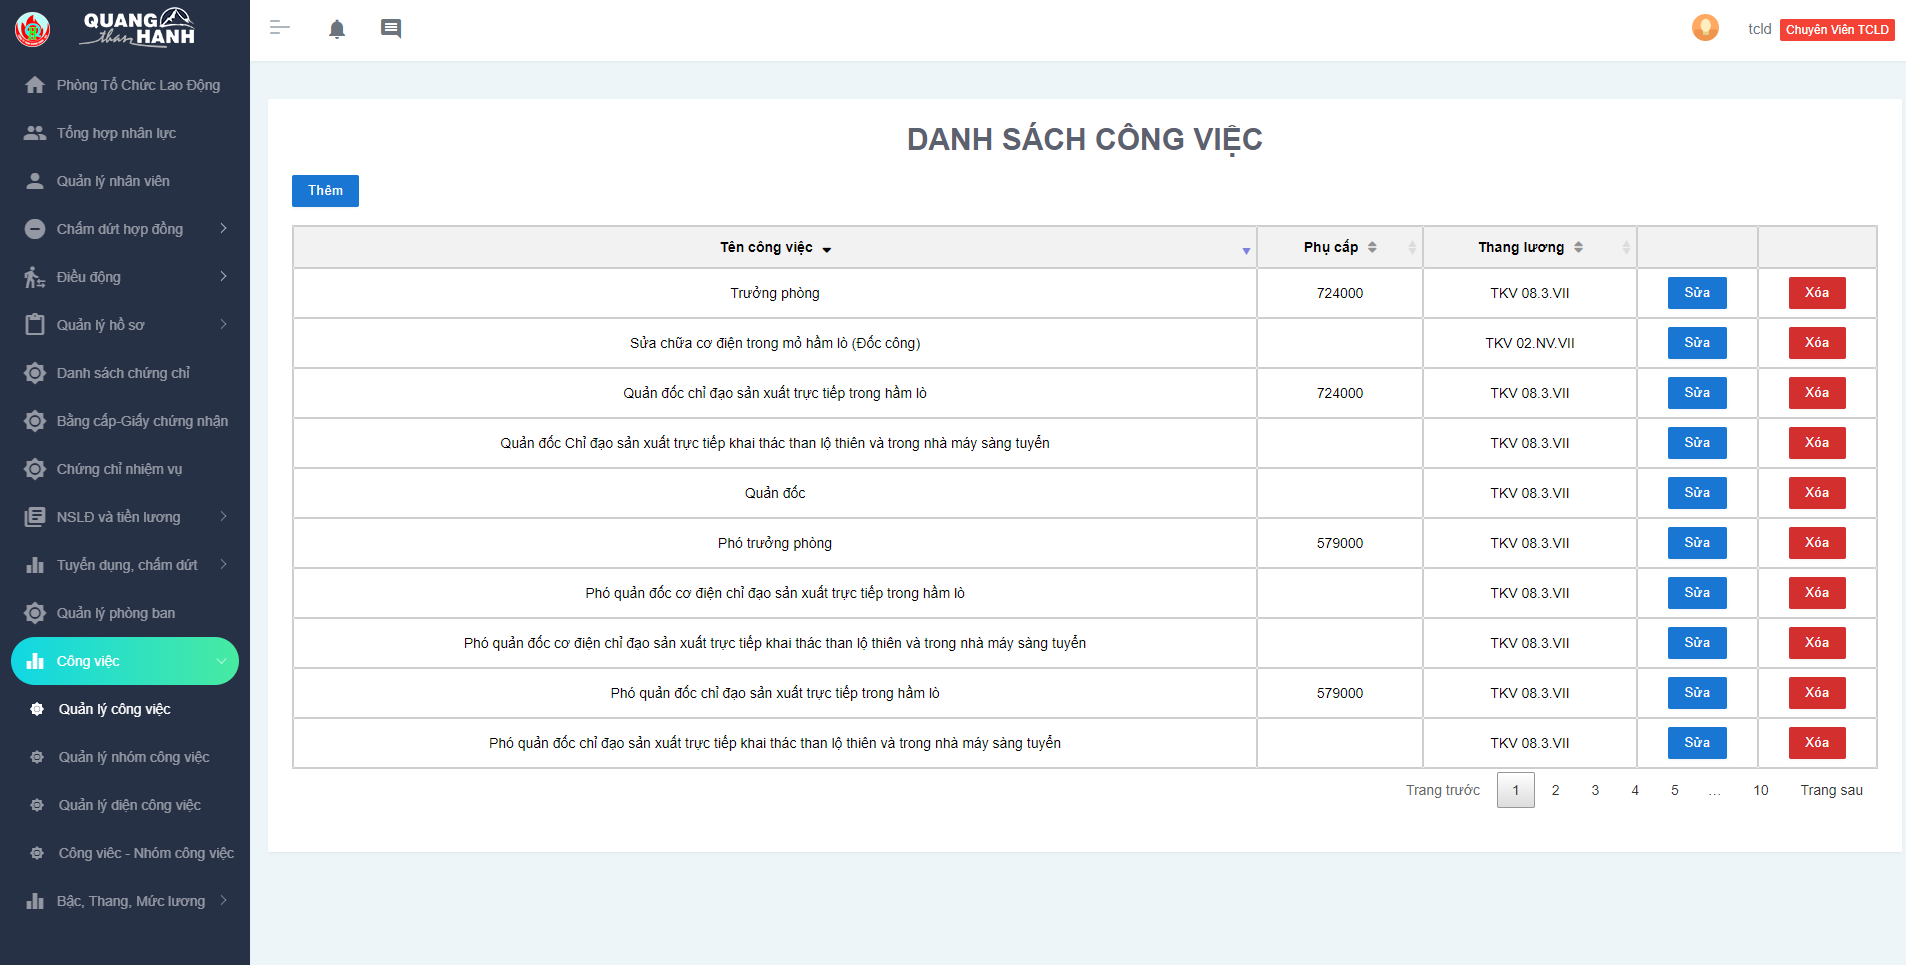 QUANG
than HANH
tcld Chuyên Viên TCLD
Phòng Tổ Chức Lao Động
Tổng hợp nhân lực
Quản lý nhân viên
Chấm dứt hợp đồng
Điều động
Quản lý hồ sơ
Danh sách chứng chỉ
Bằng cấp-Giấy chứng nhận
Chứng chỉ nhiệm vụ
NSLĐ và tiền lương
Tuyển dụng, chấm dứt
Quản lý phòng ban
Công việc
Quản lý công việc
Quản lý nhóm công việc
Quản lý diện công việc
Công viêc - Nhóm công việc
Bậc, Thang, Mức lương
DANH SÁCH CÔNG VIỆC
Thêm
Tên công việc Phụ cấp Thang lương
Trưởng phòng 724000 TKV 08.3.VII Sửa Xóa
Sửa chữa cơ điện trong mỏ hầm lò (Đốc công) TKV 02.NV.VII Sửa Xóa
Quản đốc chỉ đạo sản xuất trực tiếp trong hầm lò 724000 TKV 08.3.VII Sửa Xóa
Quản đốc Chỉ đạo sản xuất trực tiếp khai thác than lộ thiên và trong nhà máy sàng tuyển TKV 08.3.VII Sửa Xóa
Quản đốc TKV 08.3.VII Sửa Xóa
Phó trưởng phòng 579000 TKV 08.3.VII Sửa Xóa
Phó quản đốc cơ điện chỉ đạo sản xuất trực tiếp trong hầm lò TKV 08.3.VII Sửa Xóa
Phó quản đốc cơ điện chỉ đạo sản xuất trực tiếp khai thác than lộ thiên và trong nhà máy sàng tuyển TKV 08.3.VII Sửa Xóa
Phó quản đốc chỉ đạo sản xuất trực tiếp trong hầm lò 579000 TKV 08.3.VII Sửa Xóa
Phó quản đốc chỉ đạo sản xuất trực tiếp khai thác than lộ thiên và trong nhà máy sàng tuyển TKV 08.3.VII Sửa Xóa
Trang trước 1 2 3 4 5 … 10 Trang sau